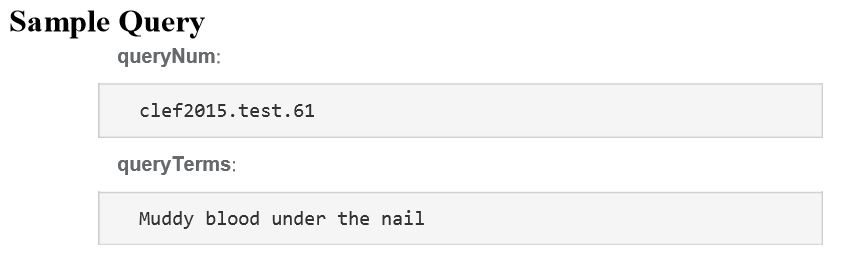 Sample Query
queryNum:
clef2015.test.61
queryTerms:
Muddy blood under the nail